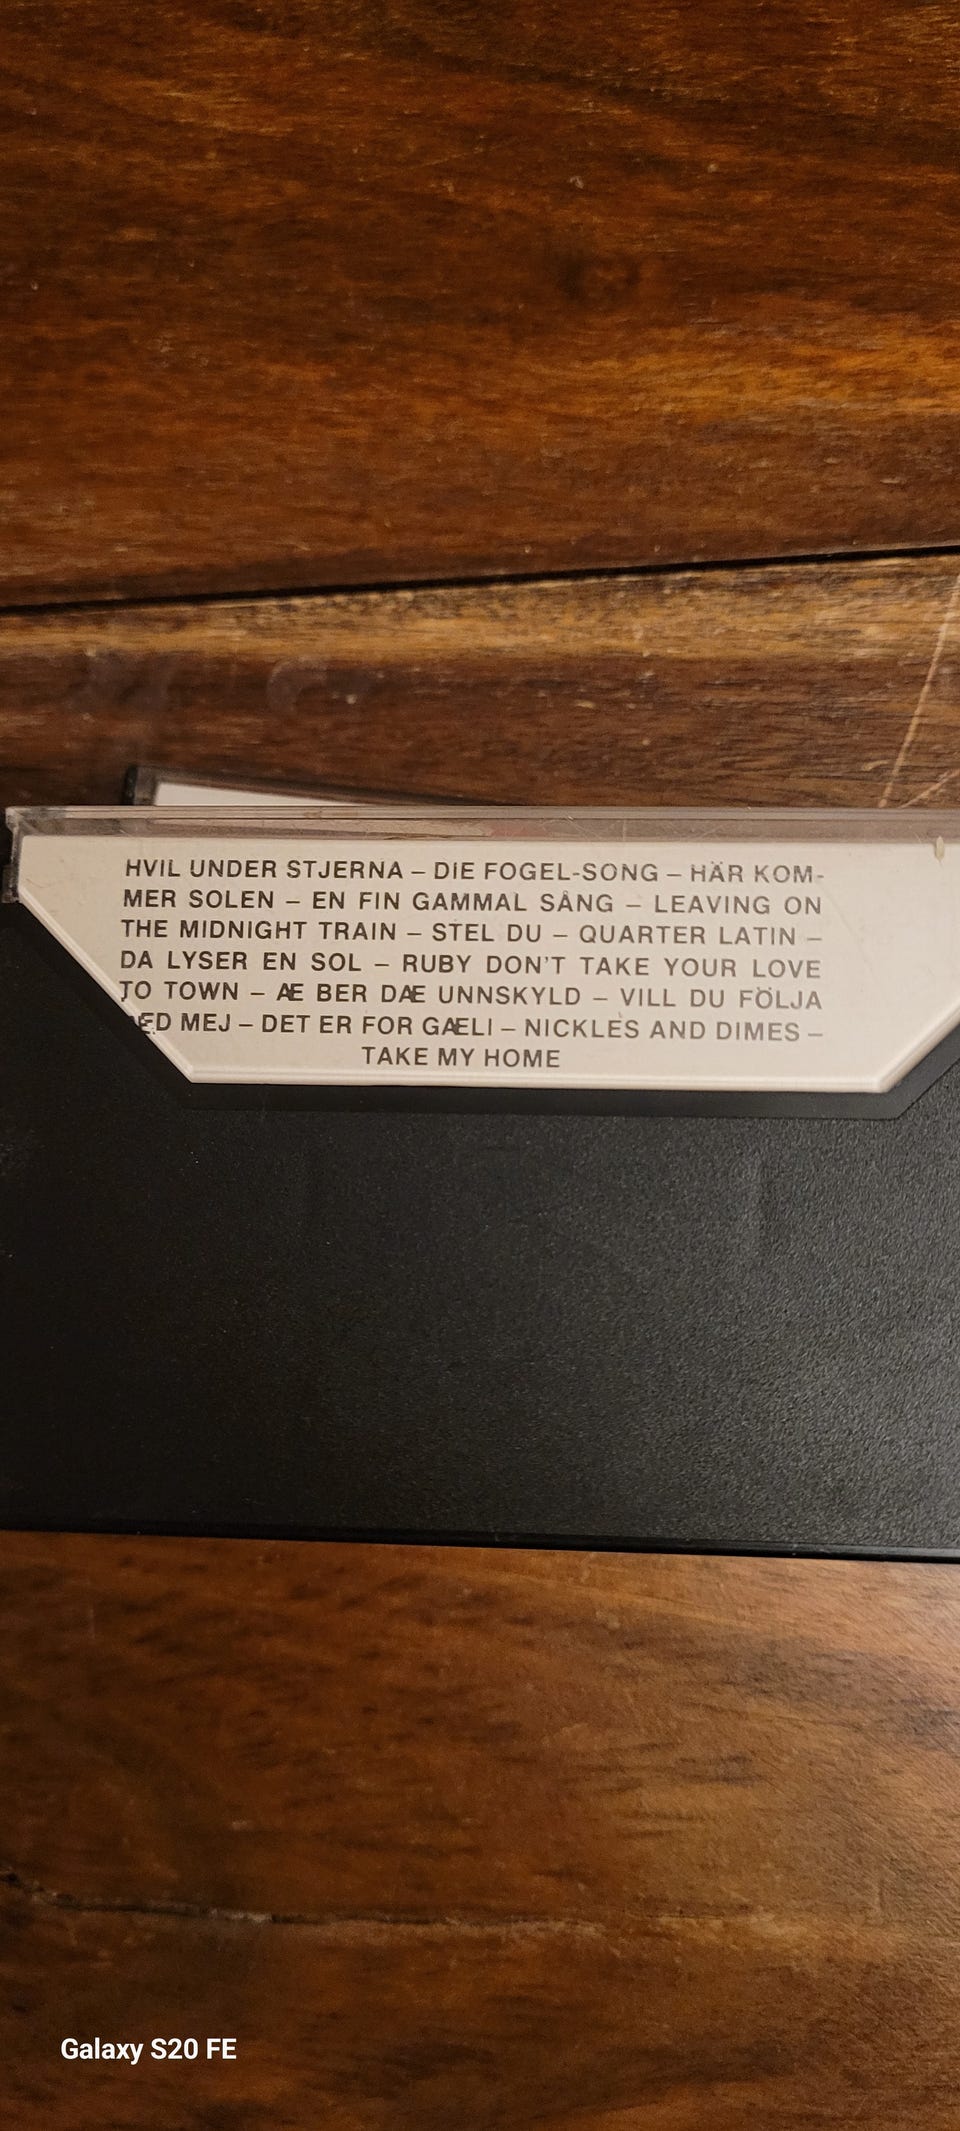 HVIL UNDER STJERNA – DIE FOGEL-SONG – HÄR KOM-
MER SOLEN – EN FIN GAMMAL SÅNG – LEAVING ON
THE MIDNIGHT TRAIN – STEL DU – QUARTER LATIN –
DA LYSER EN SOL – RUBY DON'T TAKE YOUR LOVE
TO TOWN – Æ BER DÆ UNNSKYLD – VILL DU FÖLJA
MEJ – DET ER FOR GÆLI – NICKLES AND DIMES –
TAKE MY HOME
Galaxy S20 FE